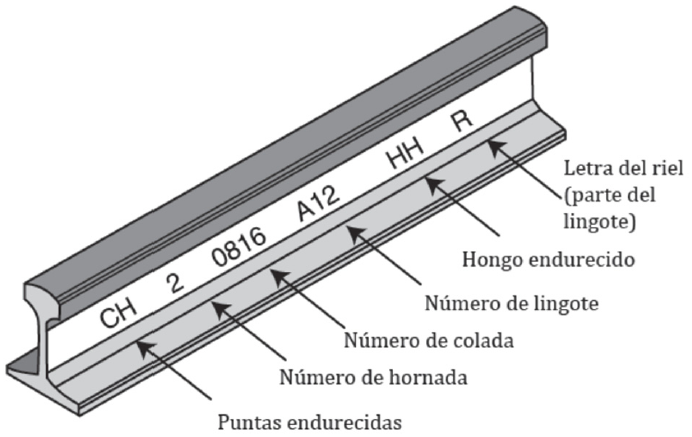 CH 2 0816 A12 HH R
Letra del riel
(parte del
lingote)
Hongo endurecido
Número de lingote
Número de colada
Número de hornada
Puntas endurecidas